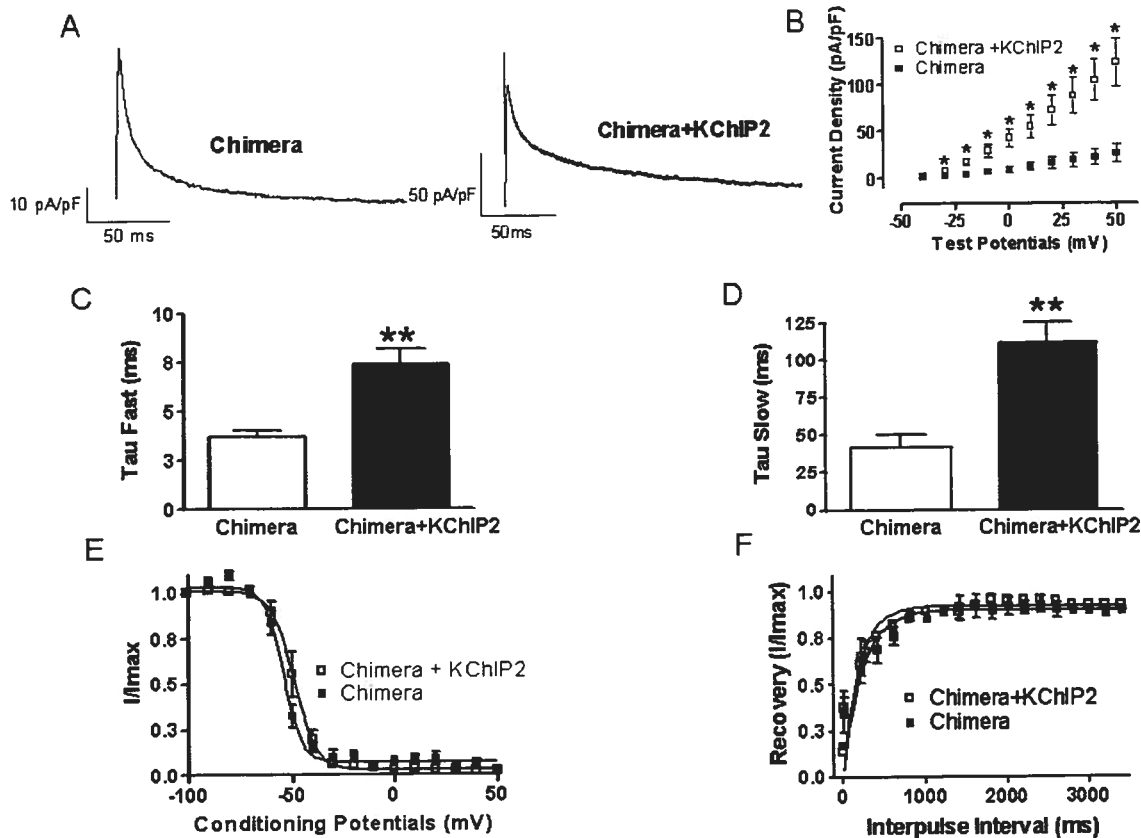 A
Chimera
10 pA/pF
50 ms
Chimera+KChIP2
50 pA/pF
50ms
B
Current Density (pA/pF)
150
100
50
0
Chimera +KChIP2
Chimera
* * * * * * * * *
-50 -25 0 25 50
Test Potentials (mV)
C
Tau Fast (ms)
10
8
5
3
0
**
Chimera Chimera+KChIP2
D
Tau Slow (ms)
125
100
75
50
25
0
**
Chimera Chimera+KChIP2
E
I/Imax
1.0
0.8
0.5
0.3
0.0
Chimera + KChIP2
Chimera
-100 -50 0 50
Conditioning Potentials (mV)
F
Recovery (I/Imax)
1.0
0.8
0.5
0.3
0.0
Chimera+KChIP2
Chimera
0 1000 2000 3000
Interpulse Interval (ms)